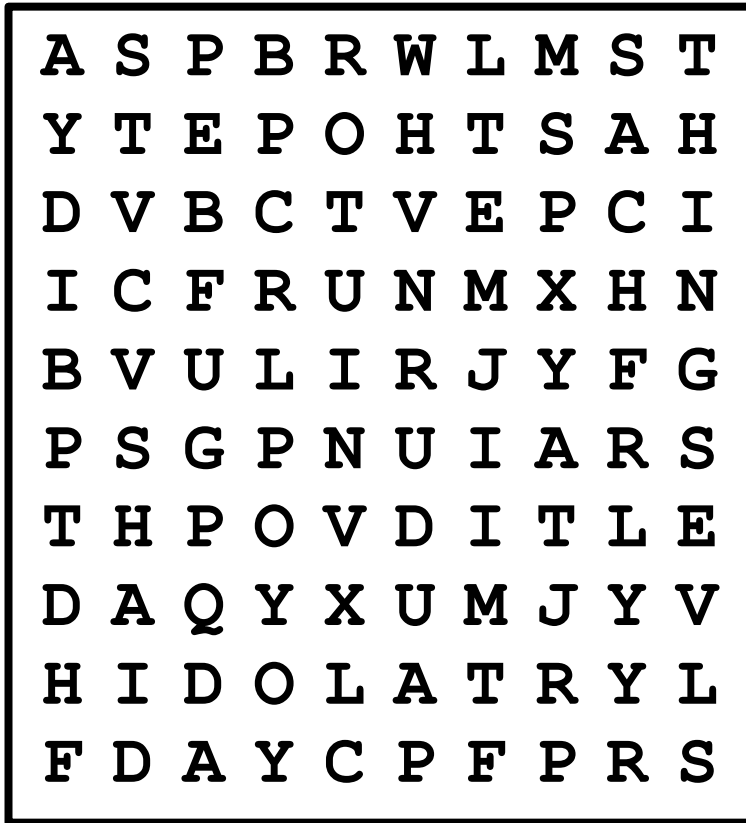 A S P B R W L M S T
Y T E P O H T S A H
D V B C T V E P C I
I C F R U N M X H N
B V U L I R J Y F G
P S G P N U I A R S
T H P O V D I T L E
D A Q Y X U M J Y V
H I D O L A T R Y L
F D A Y C P F P R S